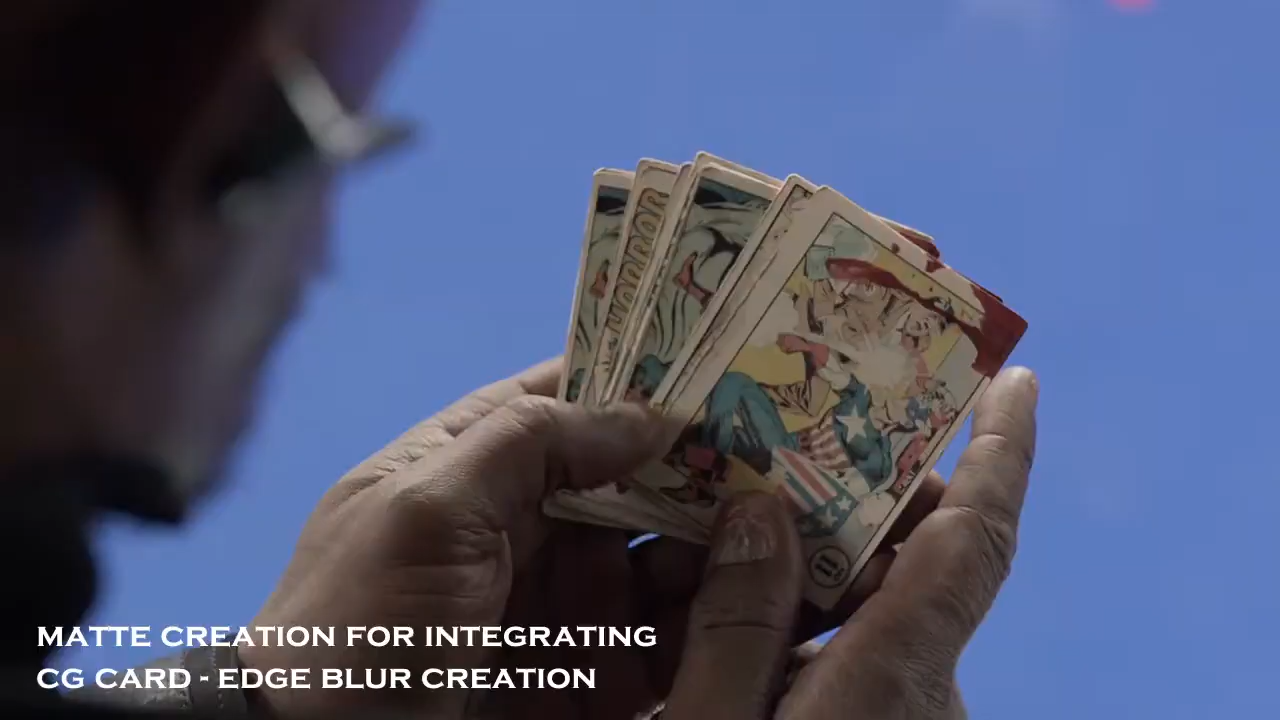 HORROR
MATTE CREATION FOR INTEGRATING
CG CARD - EDGE BLUR CREATION